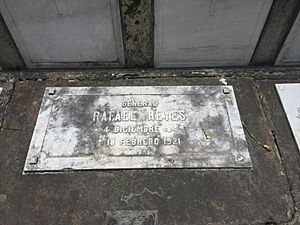 GENERAL
RAFAEL REYES
4 DICIEMBRE
† 18 FEBRERO 1921